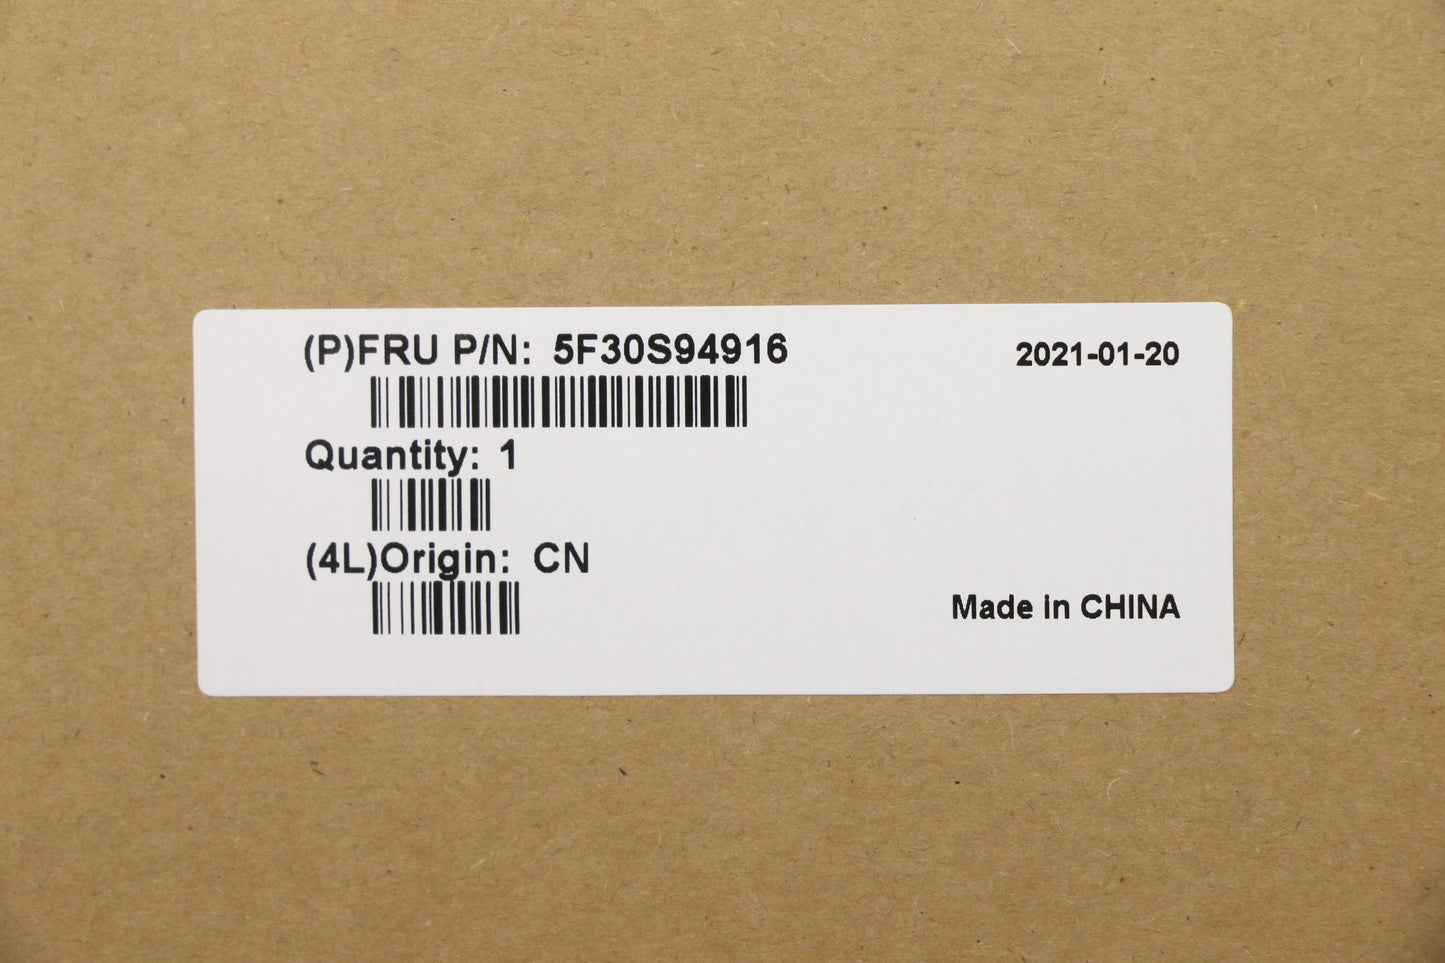 (P)FRU P/N: 5F30S94916
2021-01-20
Quantity: 1
(4L)Origin: CN
Made in CHINA